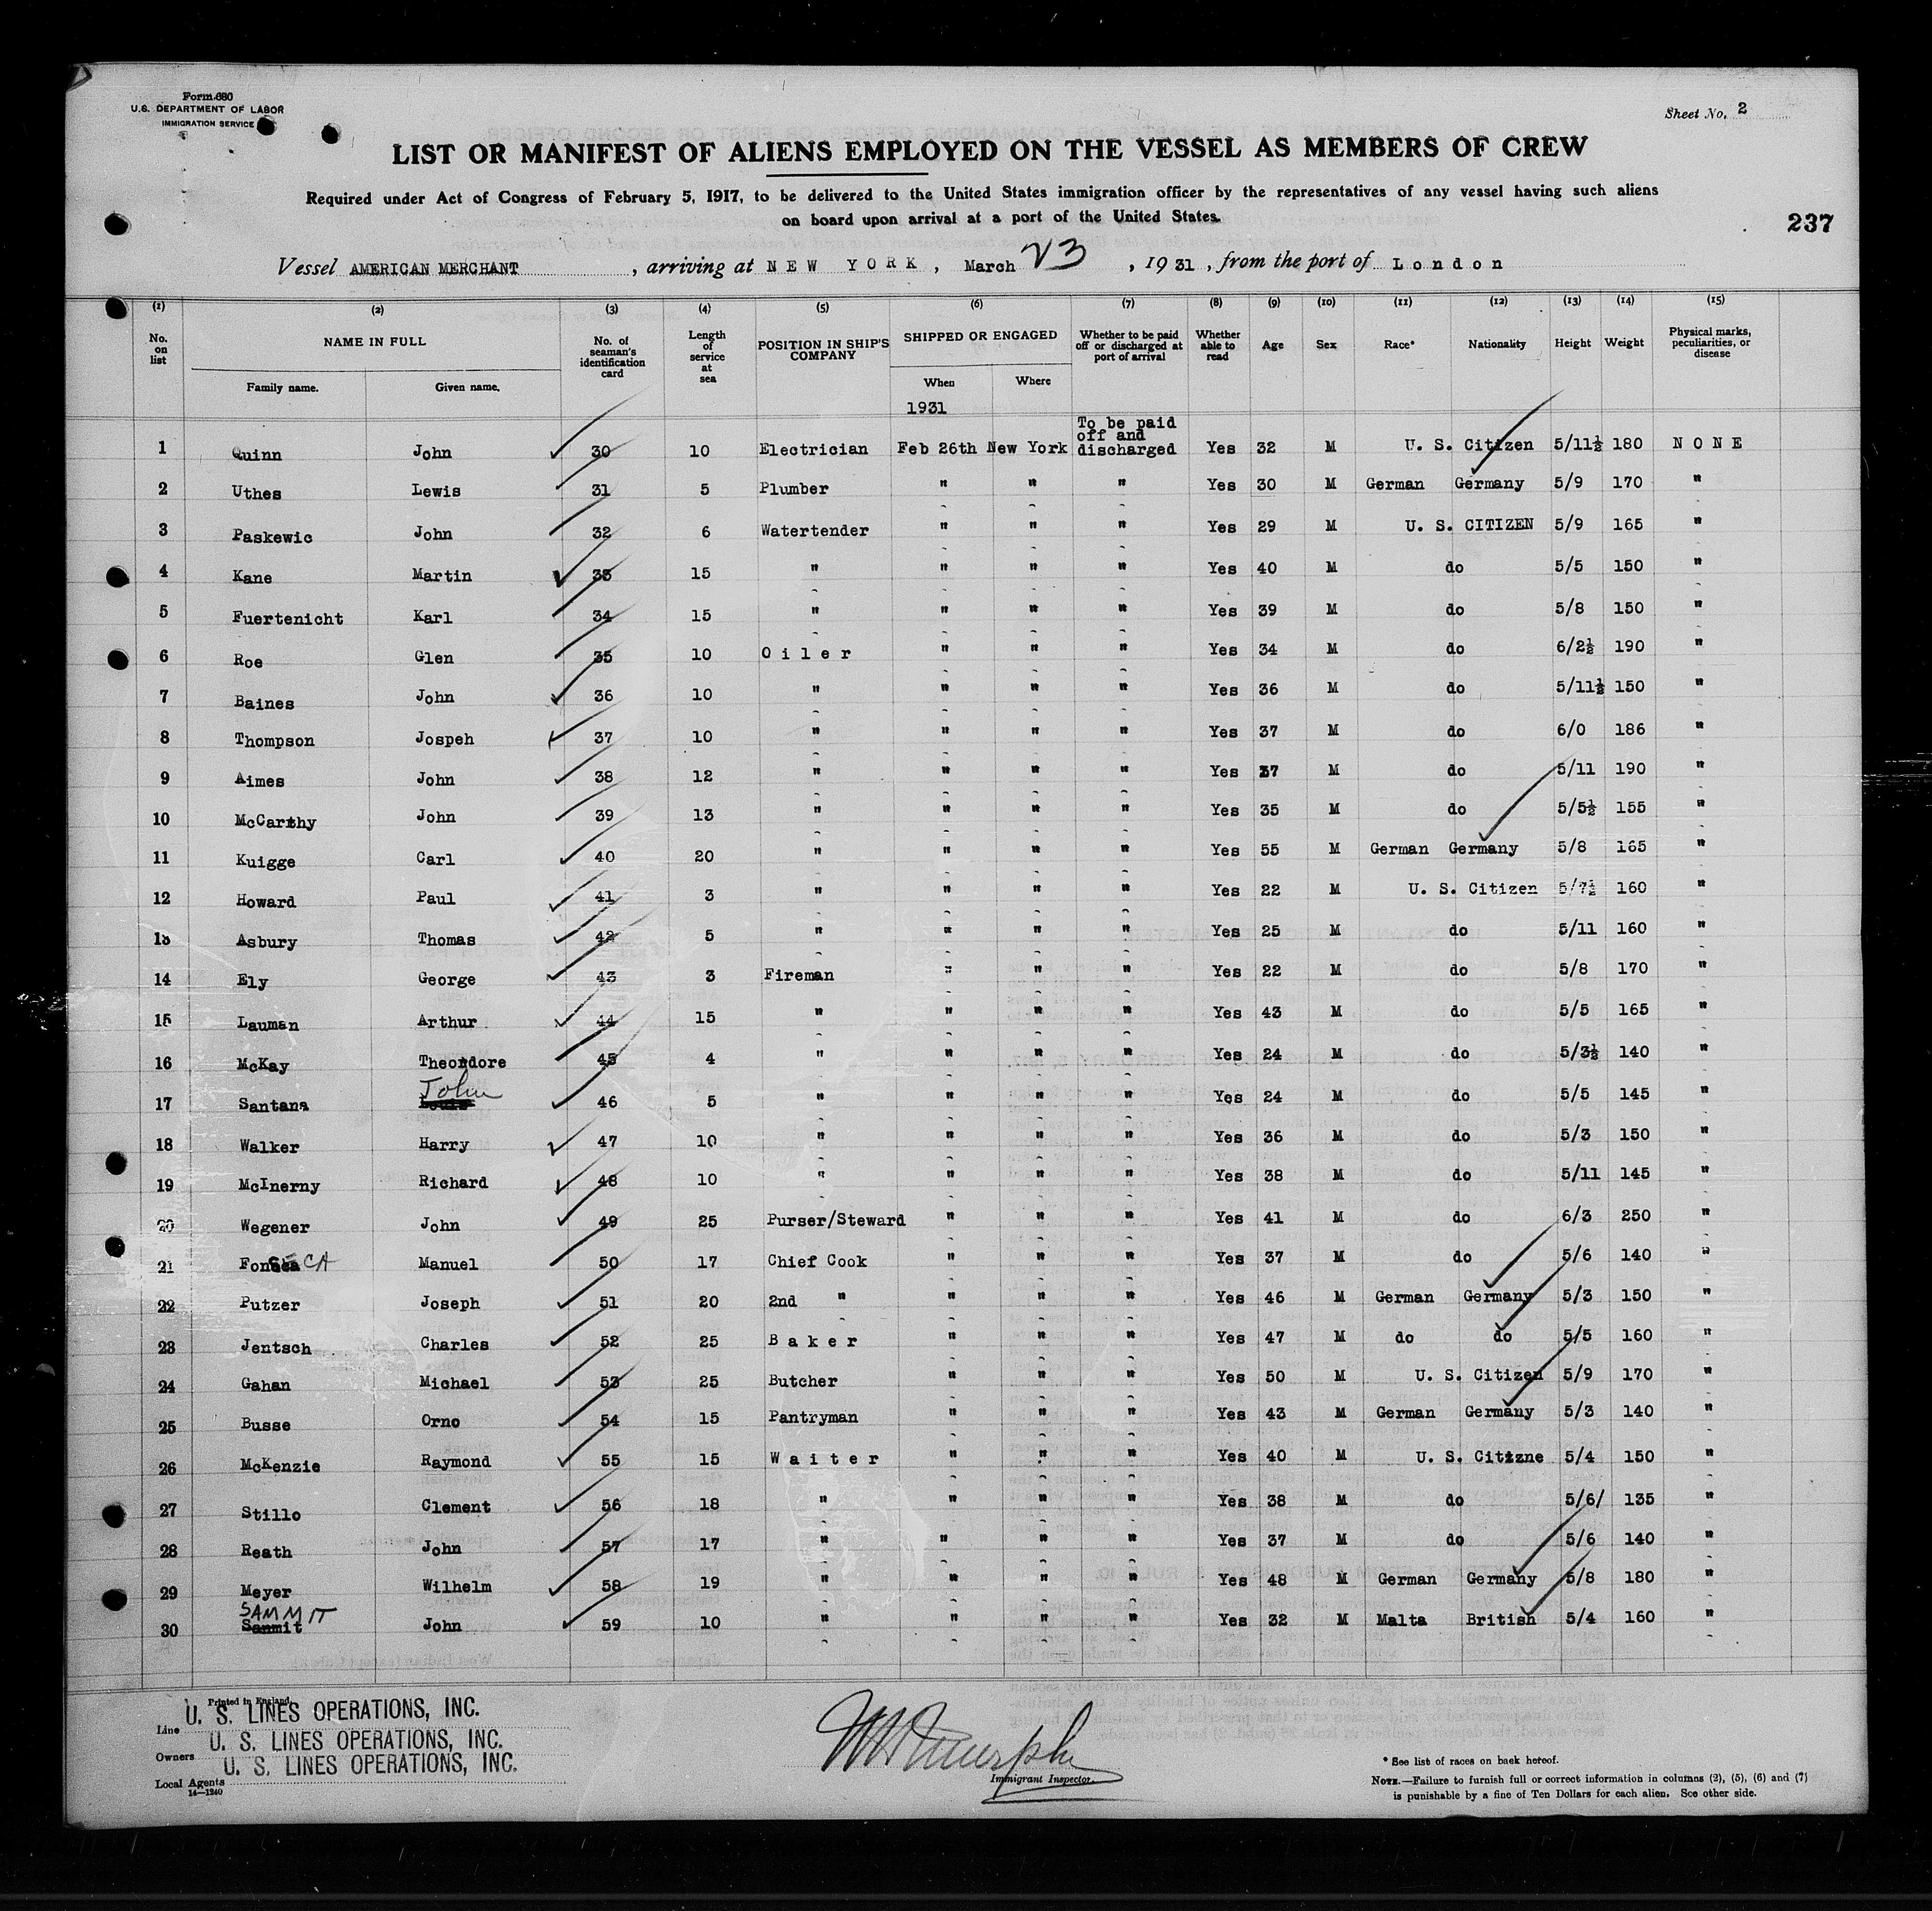 Form 680
U.S. DEPARTMENT OF LABOR
IMMIGRATION SERVICE
Sheet No. 2
LIST OR MANIFEST OF ALIENS EMPLOYED ON THE VESSEL AS MEMBERS OF CREW
Required under Act of Congress of February 5, 1917, to be delivered to the United States immigration officer by the representatives of any vessel having such aliens
on board upon arrival at a port of the United States.
237
Vessel AMERICAN MERCHANT, arriving at NEW YORK, March 23, 1931, from the port of London
(1) (2) (3) (4) (5) (6) (7) (8) (9) (10) (11) (12) (13) (14) (15)
No. on list NAME IN FULL Family name. Given name. No. of seaman's identification card Length of service at sea POSITION IN SHIP'S COMPANY SHIPPED OR ENGAGED When Where Whether to be paid off or discharged at port of arrival Whether able to read Age Sex Race* Nationality Height Weight Physical marks, peculiarities, or disease
1931
1 Quinn John 30 10 Electrician Feb 26th New York To be paid off and discharged Yes 32 M U. S. Citizen 5/11½ 180 NONE
2 Uthes Lewis 31 5 Plumber " " " Yes 30 M German Germany 5/9 170 "
3 Paskewic John 32 6 Watertender " " " Yes 29 M U. S. CITIZEN 5/9 165 "
4 Kane Martin 33 15 " " " " Yes 40 M do 5/5 150 "
5 Fuertenicht Karl 34 15 " " " " Yes 39 M do 5/8 150 "
6 Roe Glen 35 10 Oiler " " " Yes 34 M do 6/2½ 190 "
7 Baines John 36 10 " " " " Yes 36 M do 5/11½ 150 "
8 Thompson Jospeh 37 10 " " " " Yes 37 M do 6/0 186 "
9 Aimes John 38 12 " " " " Yes 37 M do 5/11 190 "
10 McCarthy John 39 13 " " " " Yes 35 M do 5/5½ 155 "
11 Kuigge Carl 40 20 " " " " Yes 55 M German Germany 5/8 165 "
12 Howard Paul 41 3 " " " " Yes 22 M U. S. Citizen 5/7½ 160 "
13 Asbury Thomas 42 5 " " " " Yes 25 M do 5/11 160 "
14 Ely George 43 3 Fireman " " " Yes 22 M do 5/8 170 "
15 Lauman Arthur 44 15 " " " " Yes 43 M do 5/5 165 "
16 McKay Theordore 45 4 " " " " Yes 24 M do 5/3½ 140 "
17 Santana John 46 5 " " " " Yes 24 M do 5/5 145 "
18 Walker Harry 47 10 " " " " Yes 36 M do 5/3 150 "
19 McInerny Richard 48 10 " " " " Yes 38 M do 5/11 145 "
20 Wegener John 49 25 Purser/Steward " " " Yes 41 M do 6/3 250 "
21 FonSECA Manuel 50 17 Chief Cook " " " Yes 37 M do 5/6 140 "
22 Putzer Joseph 51 20 2nd " " " " Yes 46 M German Germany 5/3 150 "
23 Jentsch Charles 52 25 Baker " " " Yes 47 M do do 5/5 160 "
24 Gahan Michael 53 25 Butcher " " " Yes 50 M U. S. Citizen 5/9 170 "
25 Busse Orno 54 15 Pantryman " " " Yes 43 M German Germany 5/3 140 "
26 McKenzie Raymond 55 15 Waiter " " " Yes 40 M U. S. Citizne 5/4 150 "
27 Stillo Clement 56 18 " " " " Yes 38 M do 5/6/ 135 "
28 Reath John 57 17 " " " " Yes 37 M do 5/6 140 "
29 Meyer Wilhelm 58 19 " " " " Yes 48 M German Germany 5/8 180 "
SAMMIT
30 Sanmit John 59 10 " " " " Yes 32 M Malta British 5/4 160 "
Printed in England
Line U. S. LINES OPERATIONS, INC.
Owners U. S. LINES OPERATIONS, INC.
Local Agents U. S. LINES OPERATIONS, INC.
14—1240
Immigrant Inspector.
* See list of races on back hereof.
NOTE.—Failure to furnish full or correct information in columns (2), (5), (6) and (7)
is punishable by a fine of Ten Dollars for each alien. See other side.